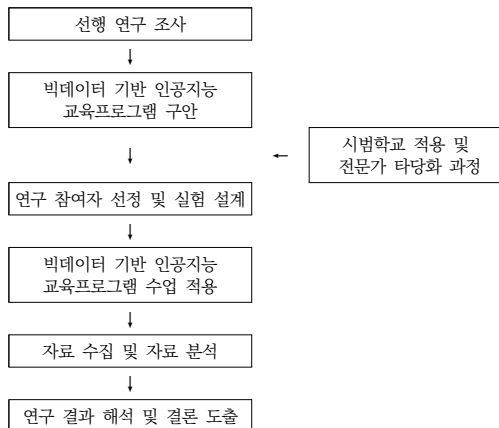 선행 연구 조사
↓
빅데이터 기반 인공지능
교육프로그램 구안
↓
←
시범학교 적용 및
전문가 타당화 과정
연구 참여자 선정 및 실험 설계
↓
빅데이터 기반 인공지능
교육프로그램 수업 적용
↓
자료 수집 및 자료 분석
↓
연구 결과 해석 및 결론 도출